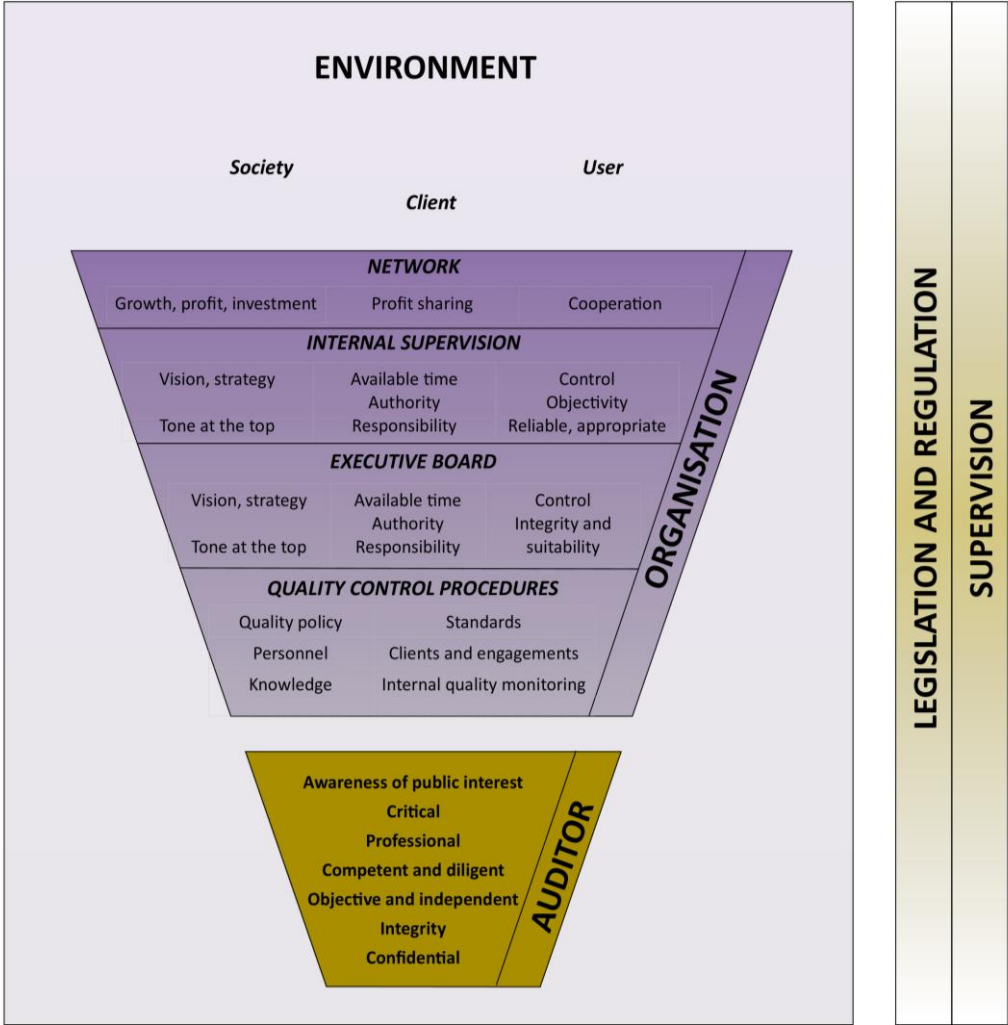 ENVIRONMENT
Society
User
Client
NETWORK
Growth, profit, investment
Profit sharing
Cooperation
INTERNAL SUPERVISION
Vision, strategy
Available time
Control
Authority
Objectivity
Tone at the top
Responsibility
Reliable, appropriate
EXECUTIVE BOARD
Vision, strategy
Available time
Control
Authority
Integrity and
Tone at the top
Responsibility
suitability
QUALITY CONTROL PROCEDURES
Quality policy
Standards
Personnel
Clients and engagements
Knowledge
Internal quality monitoring
ORGANISATION
Awareness of public interest
Critical
Professional
Competent and diligent
Objective and independent
Integrity
Confidential
AUDITOR
LEGISLATION AND REGULATION
SUPERVISION